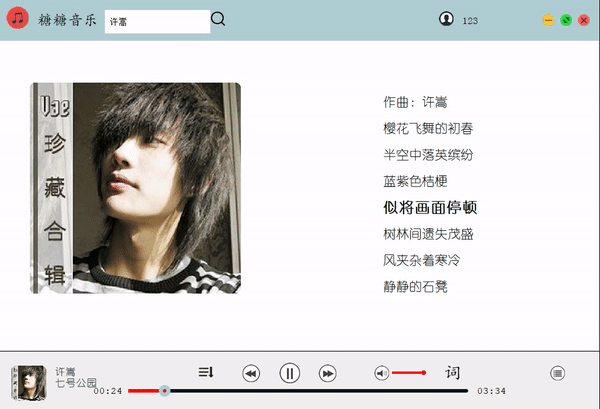 糖糖音乐
许嵩
123
Vae
珍
藏
合
辑
作曲：许嵩
樱花飞舞的初春
半空中落英缤纷
蓝紫色桔梗
似将画面停顿
树林间遗失茂盛
风夹杂着寒冷
静静的石凳
许嵩
七号公园
00:24
词
03:34